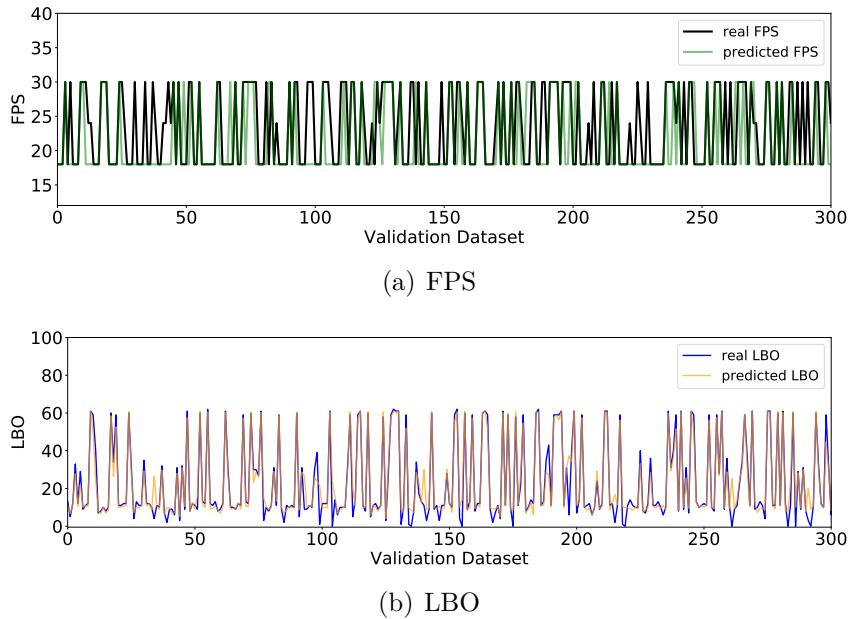 40
35
30
25
20
15
FPS
real FPS
predicted FPS
0 50 100 150 200 250 300
Validation Dataset
(a) FPS
100
80
60
40
20
0
LBO
real LBO
predicted LBO
0 50 100 150 200 250 300
Validation Dataset
(b) LBO